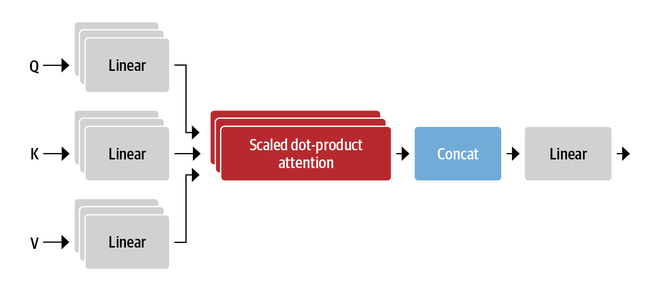 Q
Linear
K
Linear
V
Linear
Scaled dot-product
attention
Concat
Linear